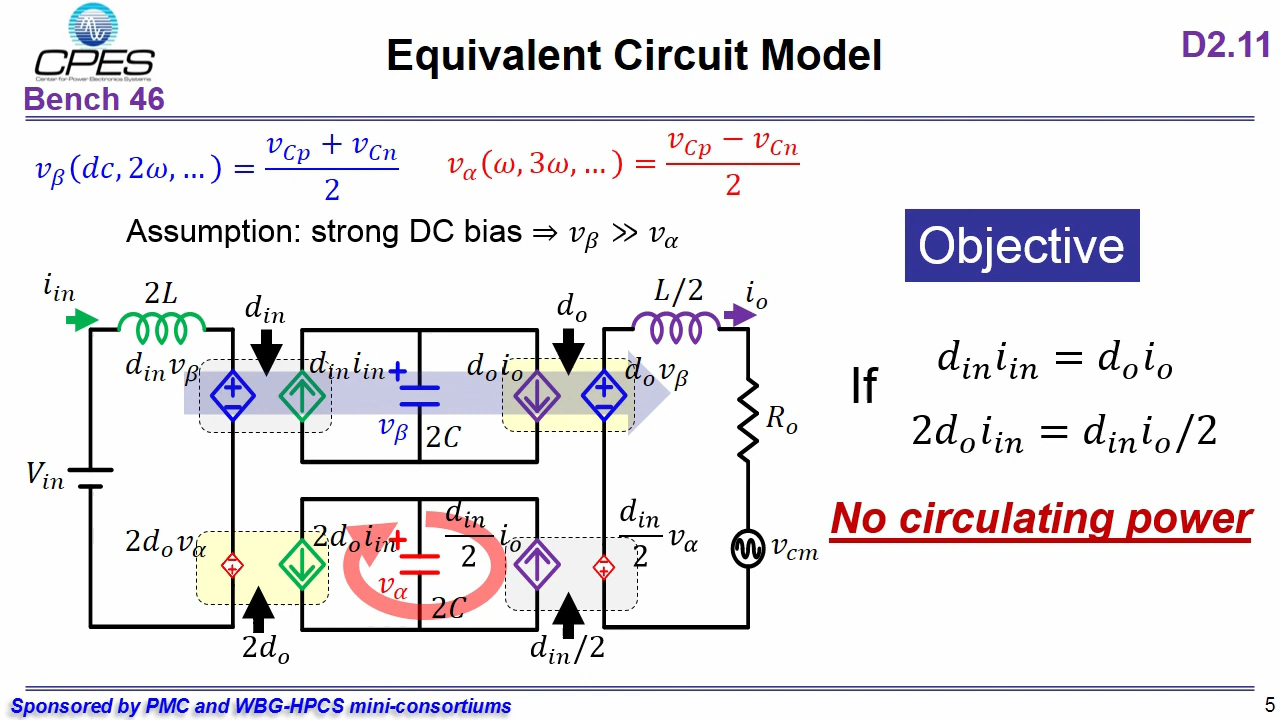 CPES
Center for Power Electronics Systems
Bench 46
Equivalent Circuit Model
D2.11
v_β(dc, 2ω, …) = (v_Cp + v_Cn)/2
v_α(ω, 3ω, …) = (v_Cp − v_Cn)/2
Assumption: strong DC bias ⇒ v_β ≫ v_α
Objective
i_in
2L
d_in
d_o
L/2
i_o
d_in v_β
d_in i_in
+
d_o i_o
d_o v_β
v_β
2C
R_o
V_in
If
d_in i_in = d_o i_o
2d_o i_in = d_in i_o/2
No circulating power
2d_o v_α
2d_o i_in
+
d_in/2 i_o
d_in/2 v_α
v_cm
v_α
2C
2d_o
d_in/2
Sponsored by PMC and WBG-HPCS mini-consortiums
5